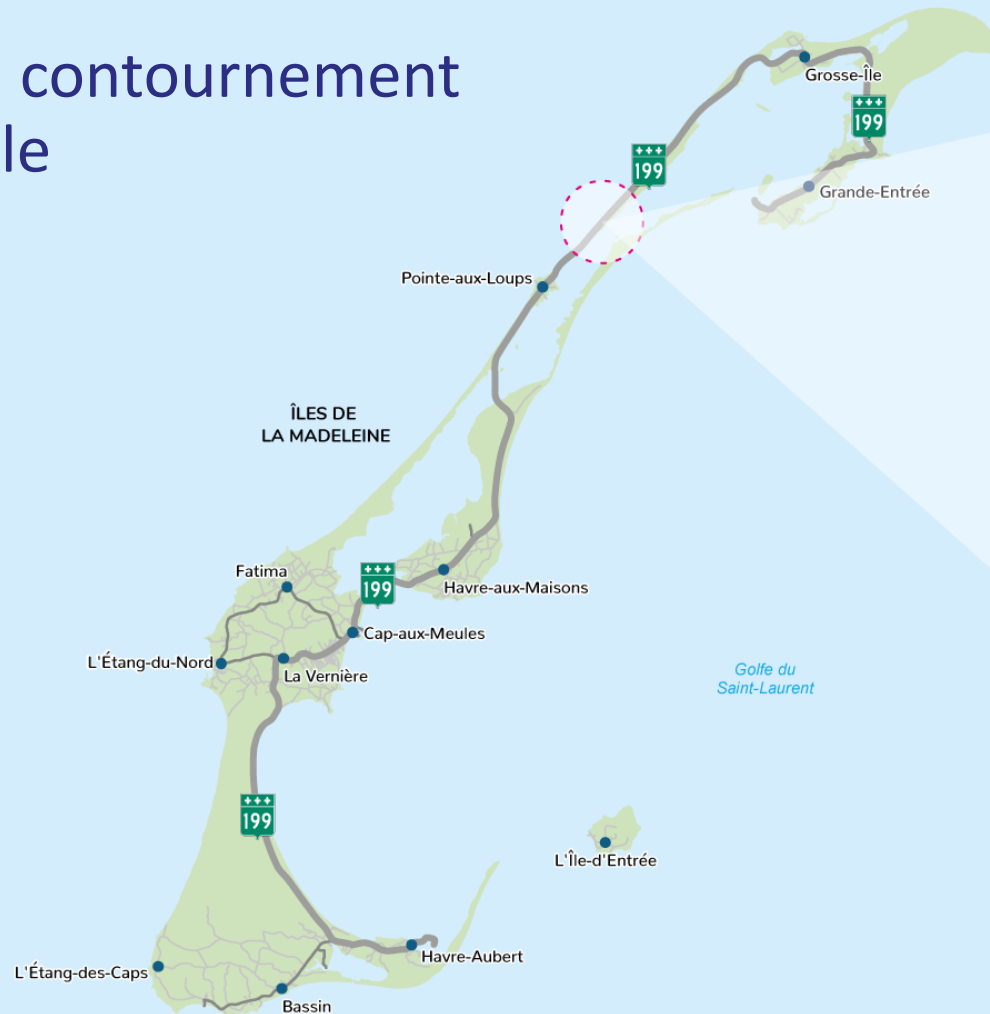 contournement
le
Grosse-Île
199
199
Grande-Entrée
Pointe-aux-Loups
ÎLES DE
LA MADELEINE
Fatima
199
Havre-aux-Maisons
Cap-aux-Meules
L'Étang-du-Nord
La Vernière
Golfe du
Saint-Laurent
199
L'Île-d'Entrée
Havre-Aubert
L'Étang-des-Caps
Bassin